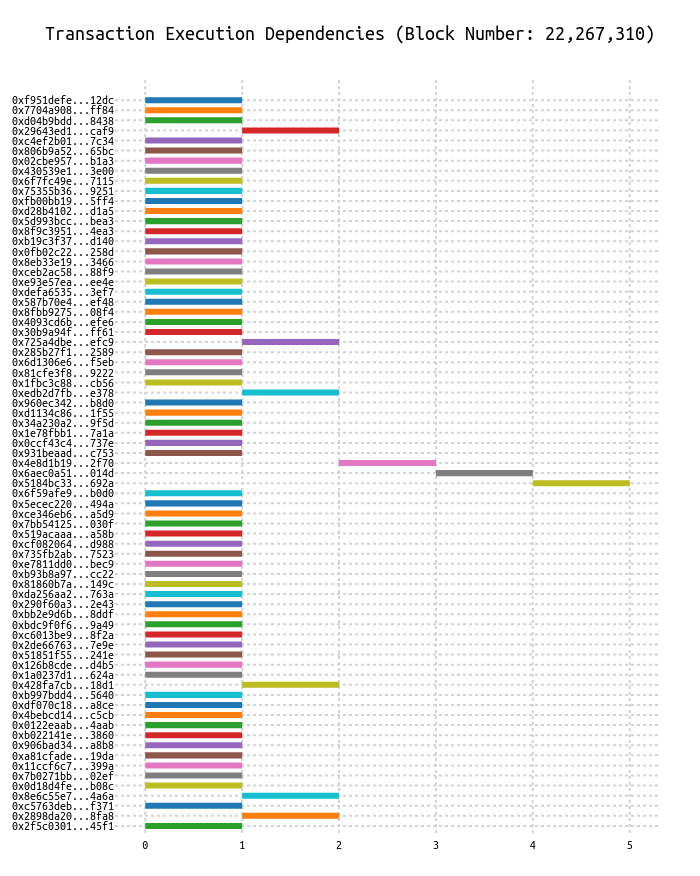 Transaction Execution Dependencies (Block Number: 22,267,310)
0xf951defe...12dc
0x7704a908...ff84
0xd04b9bdd...8438
0x29643ed1...caf9
0xc4ef2b01...7c34
0x806b9a52...65bc
0x02cbe957...b1a3
0x430539e1...3e00
0x6f7fc49e...7115
0x75355b36...9251
0xfb00bb19...5ff4
0xd28b4102...d1a5
0x5d993bcc...bea3
0x8f9c3951...4ea3
0xb19c3f37...d140
0x0fb02c22...258d
0x8eb33e19...3466
0xceb2ac58...88f9
0xe93e57ea...ee4e
0xdefa6535...3ef7
0x587b70e4...ef48
0x8fbb9275...08f4
0x4093cd6b...efe6
0x30b9a94f...ff61
0x725a4dbe...efc9
0x285b27f1...2589
0x6d1306e6...f5eb
0x81cfe3f8...9222
0x1fbc3c88...cb56
0xedb2d7fb...e378
0x960ec342...b8d0
0xd1134c86...1f55
0x34a230a2...9f5d
0x1e78fbb1...7a1a
0x0ccf43c4...737e
0x931beaad...c753
0x4e8d1b19...2f70
0x6aec0a51...014d
0x5184bc33...692a
0x6f59afe9...b0d0
0x5ecec220...494a
0xce346eb6...a5d9
0x7bb54125...030f
0x519acaaa...a58b
0xcf082064...d988
0x735fb2ab...7523
0xe7811dd0...bec9
0xb93b8a97...cc22
0x81860b7a...149c
0xda256aa2...763a
0x290f60a3...2e43
0xbb2e9d6b...8ddf
0xbdc9f0f6...9a49
0xc6013be9...8f2a
0x2de66763...7e9e
0x51851f55...241e
0x126b8cde...d4b5
0x1a0237d1...624a
0x428fa7cb...18d1
0xb997bdd4...5640
0xdf070c18...a8ce
0x4bebcd14...c5cb
0x0122eaab...4aab
0xb022141e...3860
0x906bad34...a8b8
0xa81cfade...19da
0x11ccf6c7...399a
0x7b0271bb...02ef
0x0d18d4fe...b08c
0x8e6c55e7...4a6a
0xc5763deb...f371
0x2898da20...8fa8
0x2f5c0301...45f1
0 1 2 3 4 5